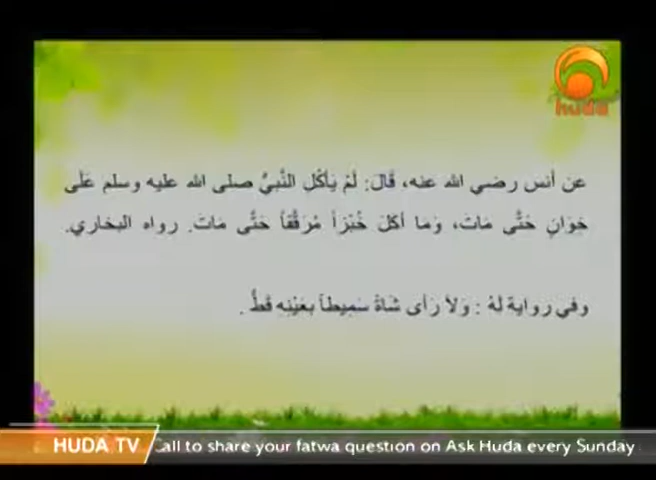 huda
عن أنس رضي الله عنه، قَالَ: لَمْ يَأكُلِ النَّبيُّ صلى الله عليه وسلم عَلَى
خِوَانٍ حَتَّى مَاتَ، وَمَا أكَلَ خُبْزاً مُرَقَّقاً حَتَّى مَاتَ. رواه البخاري.
وفي رواية لَهُ : وَلاَ رَأى شَاةً سَمِيطاً بعَيْنِهِ قَطُّ .
HUDA TV Call to share your fatwa question on Ask Huda every Sunday